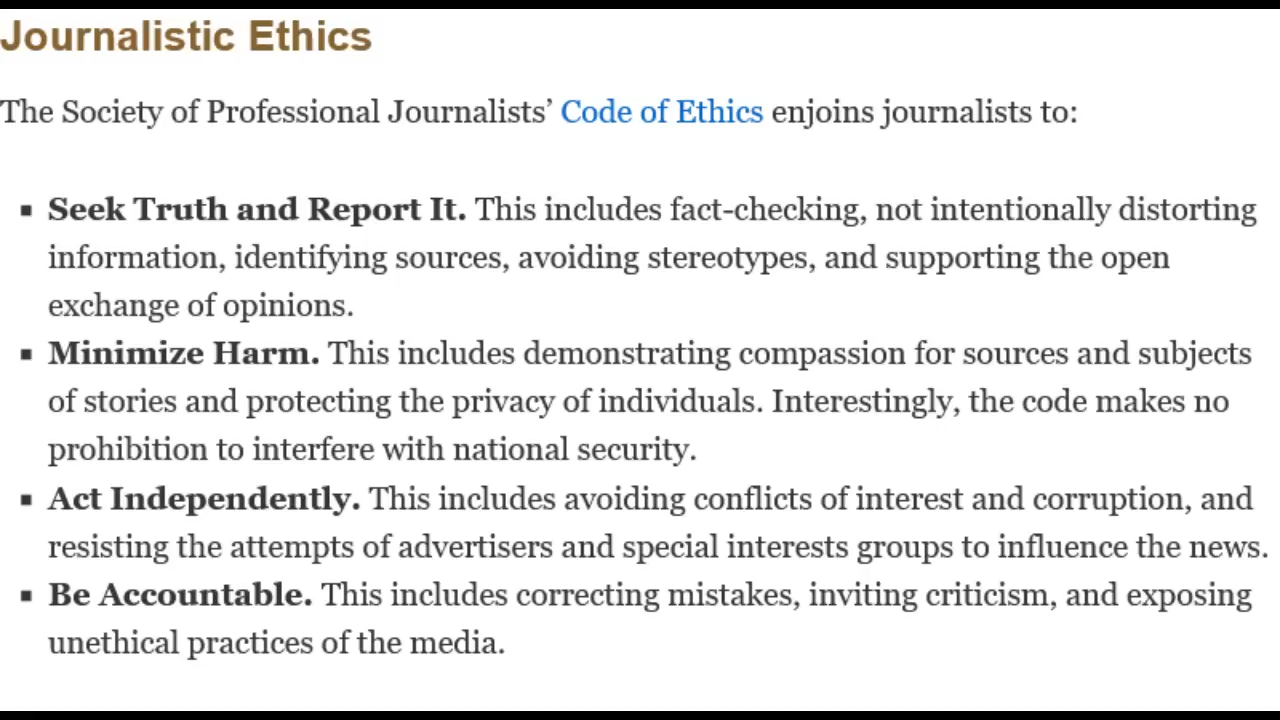 Journalistic Ethics
The Society of Professional Journalists’ Code of Ethics enjoins journalists to:
▪ Seek Truth and Report It. This includes fact-checking, not intentionally distorting
information, identifying sources, avoiding stereotypes, and supporting the open
exchange of opinions.
▪ Minimize Harm. This includes demonstrating compassion for sources and subjects
of stories and protecting the privacy of individuals. Interestingly, the code makes no
prohibition to interfere with national security.
▪ Act Independently. This includes avoiding conflicts of interest and corruption, and
resisting the attempts of advertisers and special interests groups to influence the news.
▪ Be Accountable. This includes correcting mistakes, inviting criticism, and exposing
unethical practices of the media.